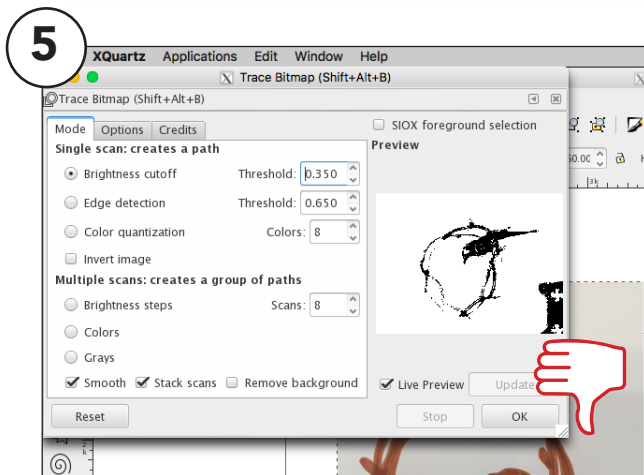 5
XQuartz Applications Edit Window Help
Trace Bitmap (Shift+Alt+B)
Trace Bitmap (Shift+Alt+B)
Mode Options Credits
SIOX foreground selection
Single scan: creates a path
Preview
Brightness cutoff Threshold: 0.350
Edge detection Threshold: 0.650
Color quantization Colors: 8
Invert image
Multiple scans: creates a group of paths
Brightness steps Scans: 8
Colors
Grays
Smooth Stack scans Remove background
Live Preview Update
Reset Stop OK
3k